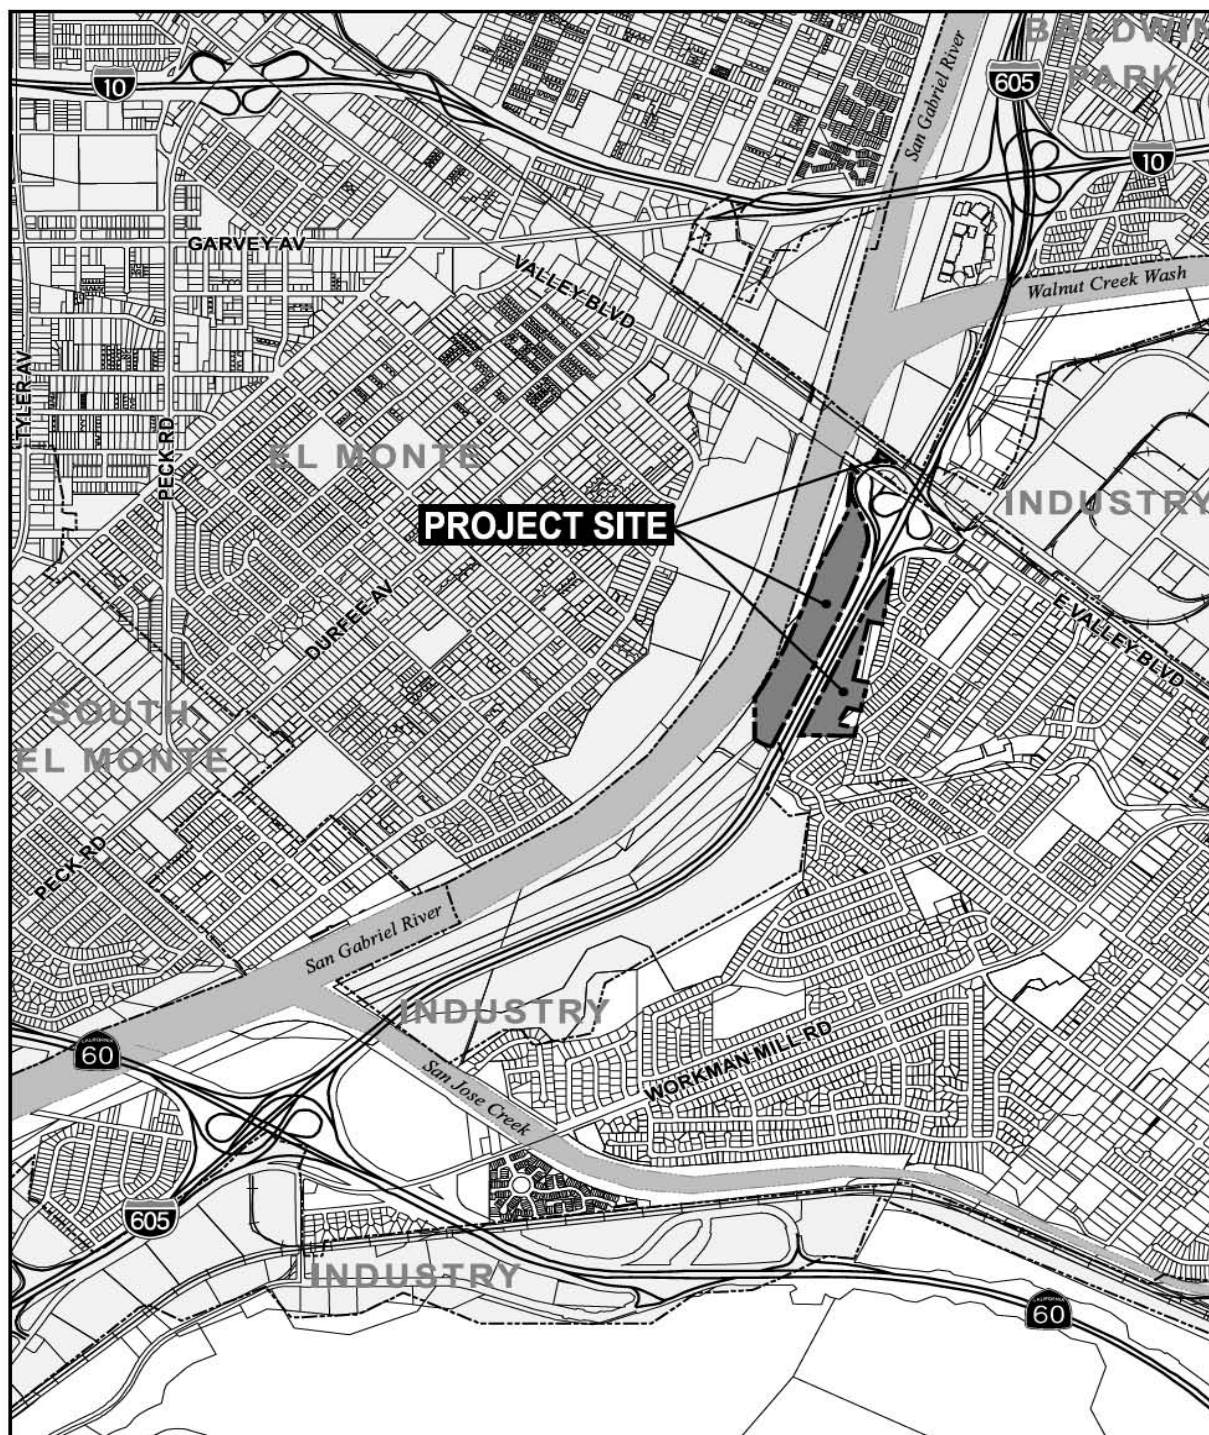 BALDWIN
PARK
San Gabriel River
605
10
10
GARVEY AV
VALLEY BLVD
Walnut Creek Wash
TYLER AV
PECK RD
EL MONTE
INDUSTRY
PROJECT SITE
DURFEE AV
E VALLEY BLVD
SOUTH
EL MONTE
PECK RD
San Gabriel River
INDUSTRY
CALIFORNIA
60
WORKMAN MILL RD
San Jose Creek
605
INDUSTRY
CALIFORNIA
60